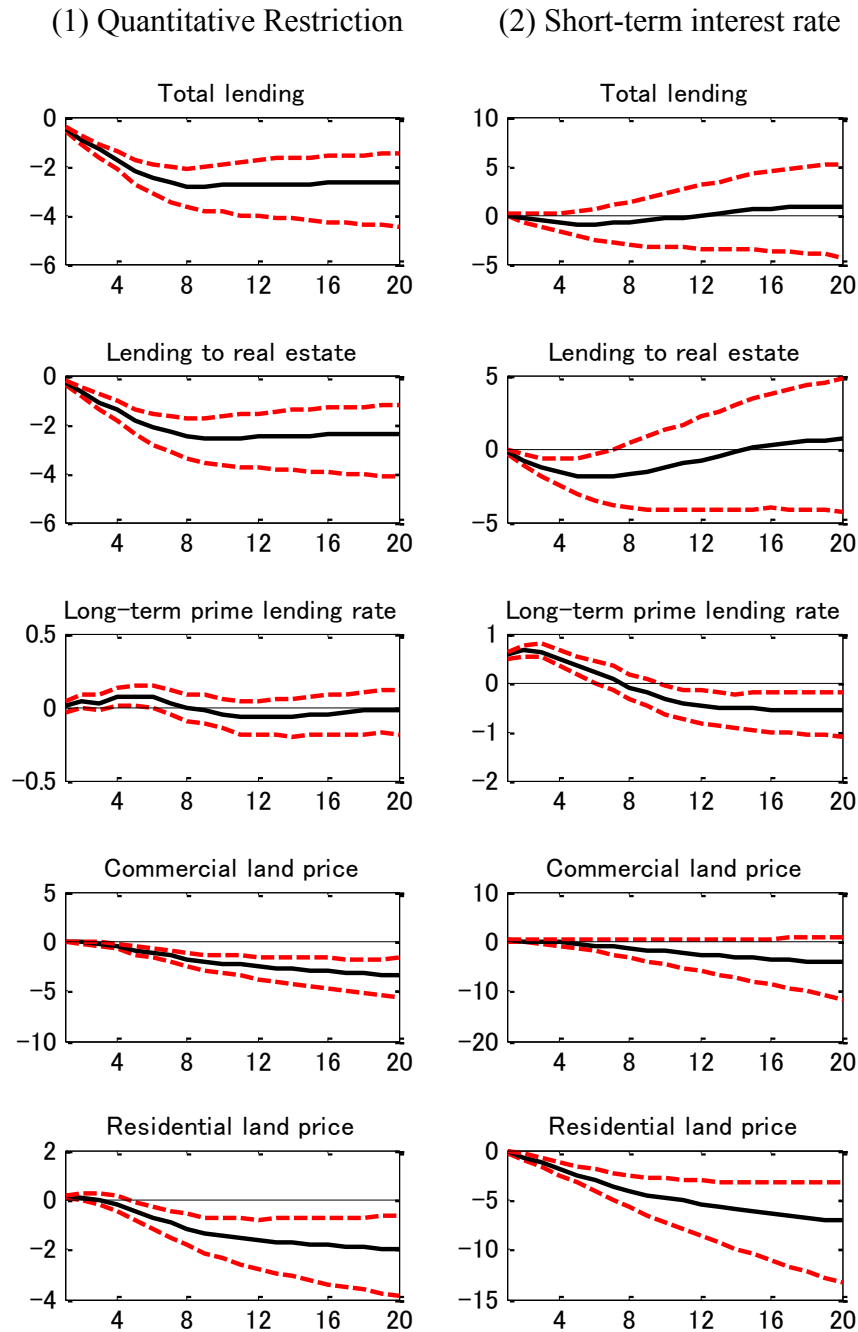 (1) Quantitative Restriction (2) Short-term interest rate
Total lending Total lending
0 10
-2 5
-4 0
-6 -5
4 8 12 16 20 4 8 12 16 20
Lending to real estate Lending to real estate
0 5
-2 0
-4 -5
-6
4 8 12 16 20 4 8 12 16 20
Long-term prime lending rate Long-term prime lending rate
0.5 1
0 0
-0.5 -1
-2
4 8 12 16 20 4 8 12 16 20
Commercial land price Commercial land price
5 10
0 0
-5 -10
-10 -20
4 8 12 16 20 4 8 12 16 20
Residential land price Residential land price
2 0
0 -5
-2 -10
-4 -15
4 8 12 16 20 4 8 12 16 20